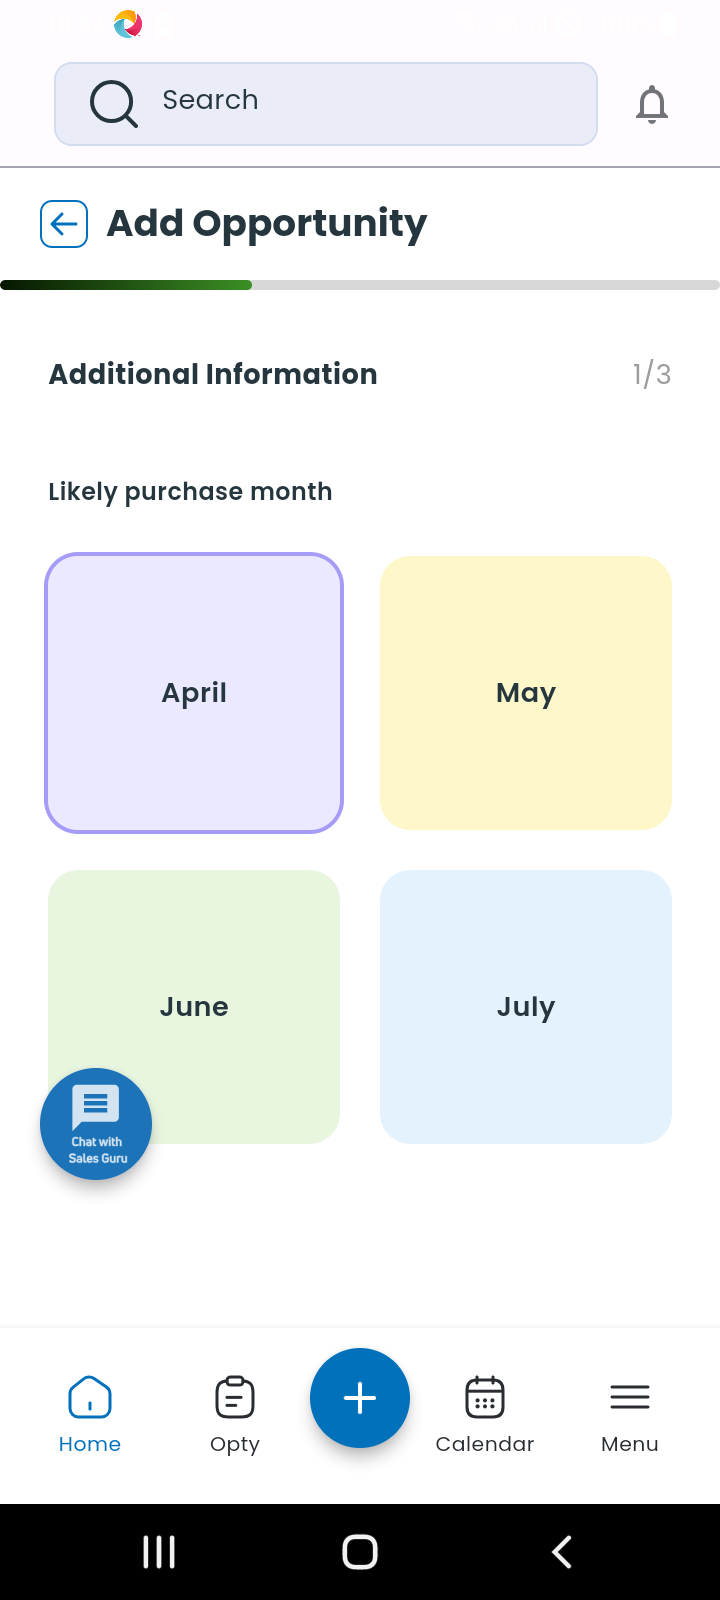 Search
Add Opportunity
Additional Information
1/3
Likely purchase month
April
May
June
July
Chat with
Sales Guru
Home
Opty
Calendar
Menu